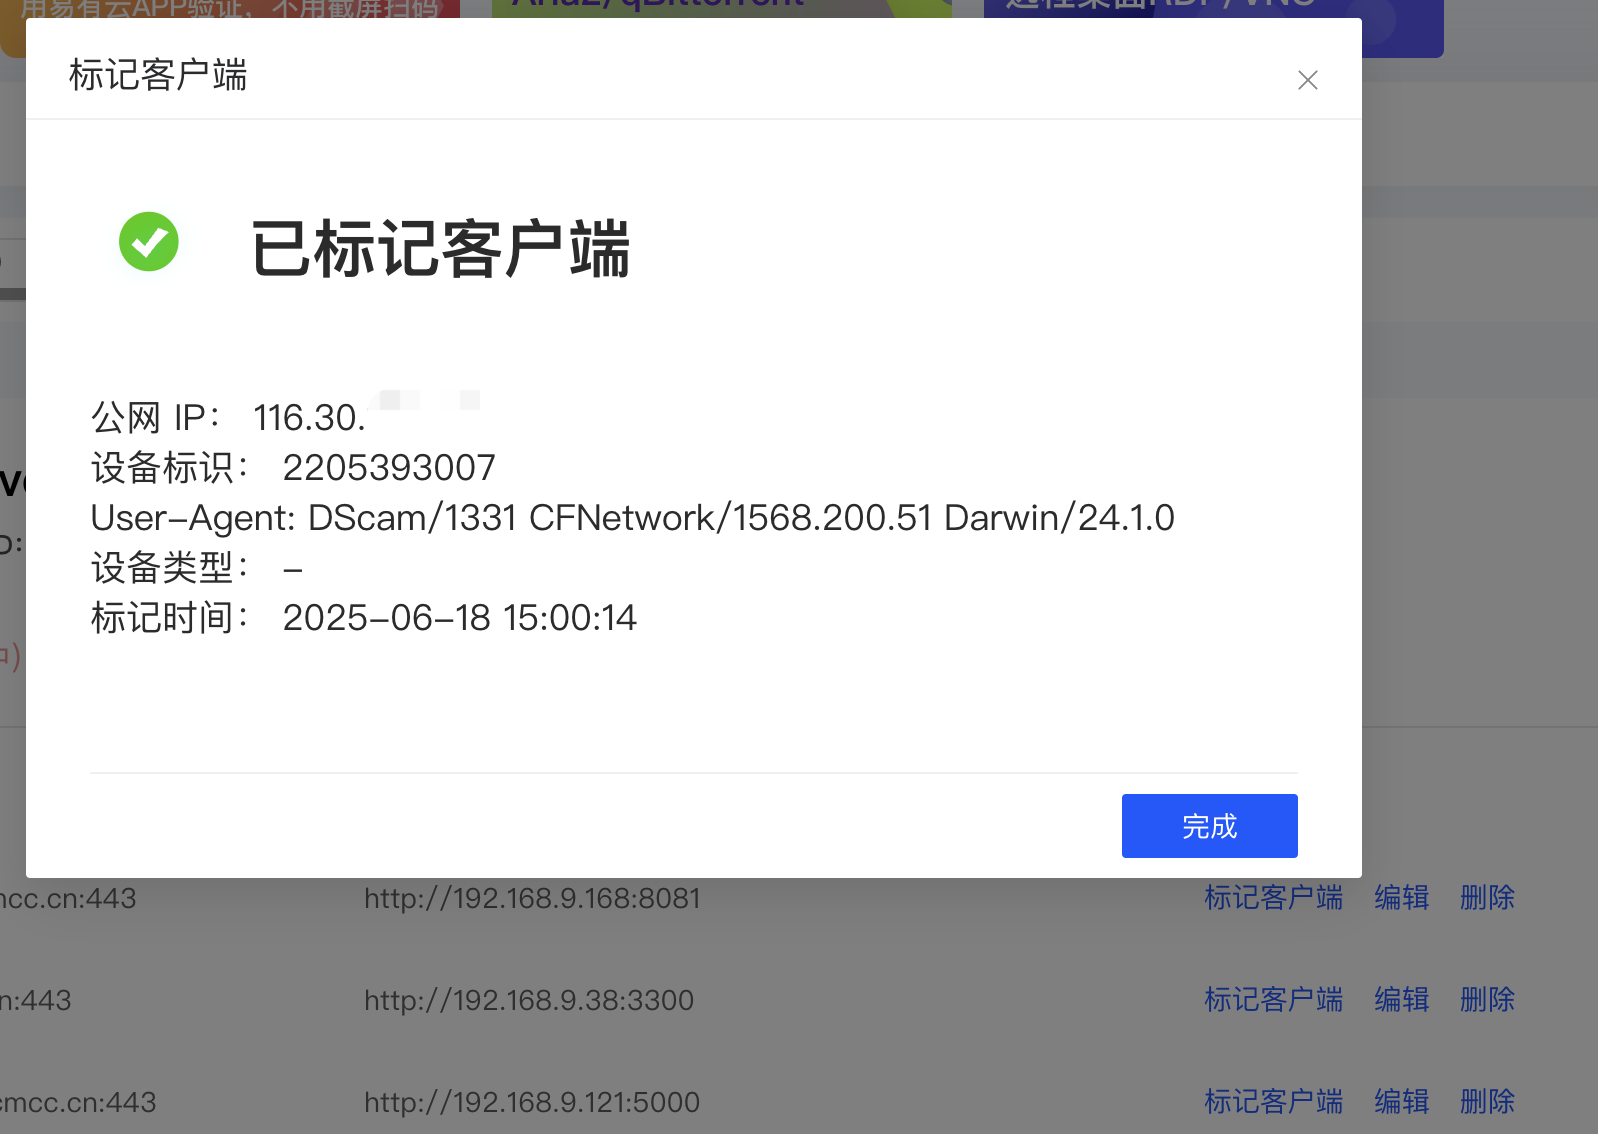 用易有云APP验证，不用截屏扫码
Aria2/qBittorrent
远程桌面RDP/VNC
标记客户端
已标记客户端
公网 IP： 116.30.
设备标识： 2205393007
User-Agent: DScam/1331 CFNetwork/1568.200.51 Darwin/24.1.0
设备类型： –
标记时间： 2025-06-18 15:00:14
完成
cc.cn:443 http://192.168.9.168:8081 标记客户端 编辑 删除
n:443 http://192.168.9.38:3300 标记客户端 编辑 删除
cmcc.cn:443 http://192.168.9.121:5000 标记客户端 编辑 删除